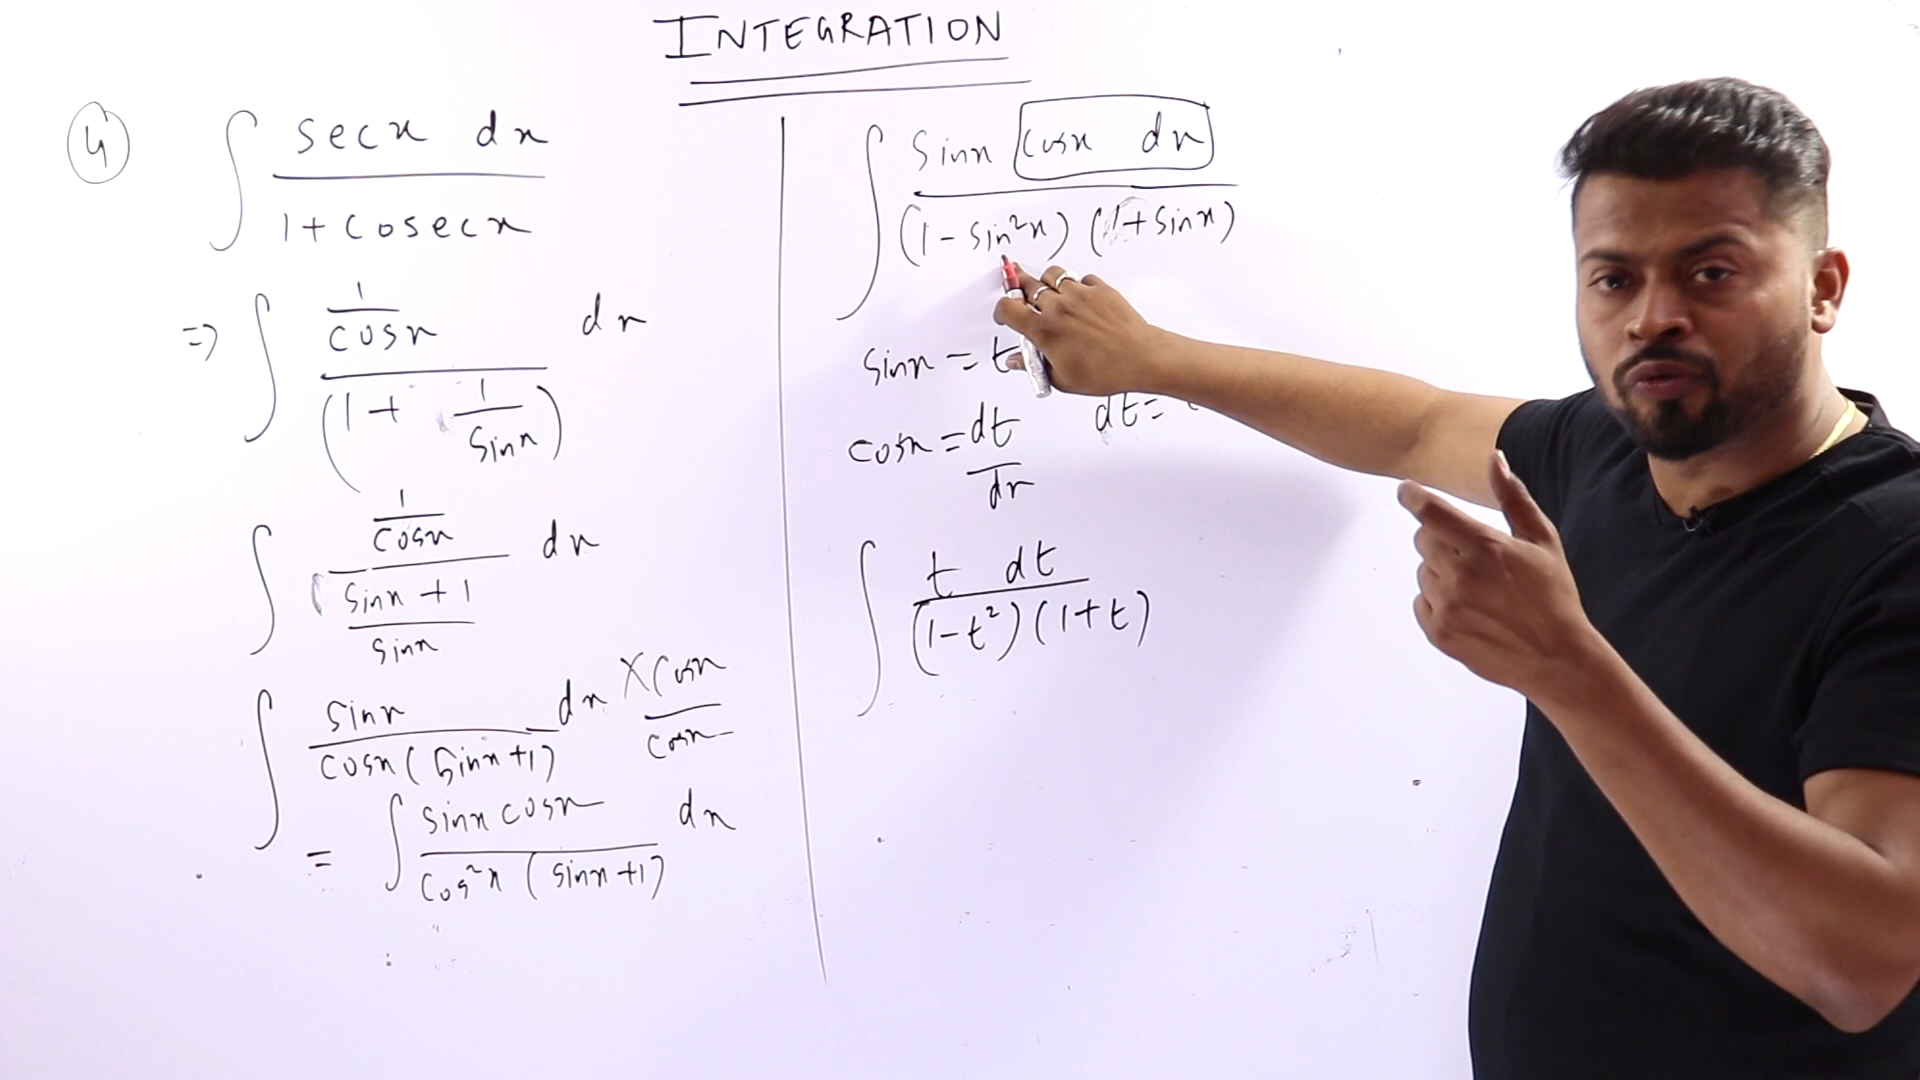 INTEGRATION
4
∫ secx dx / 1 + cosecx
=> ∫ (1/cosx) / (1 + 1/sinx) dx
∫ (1/cosx) / ((sinx + 1)/sinx) dx
∫ sinx / cosx (sinx + 1) dx × cosx / cosx
= ∫ sinx cosx / cos²x (sinx + 1) dx
∫ sinx cosx dx / (1 - sin²x) (1 + sinx)
sinx = t
cosx = dt/dx dt =
∫ t dt / (1 - t²) (1 + t)